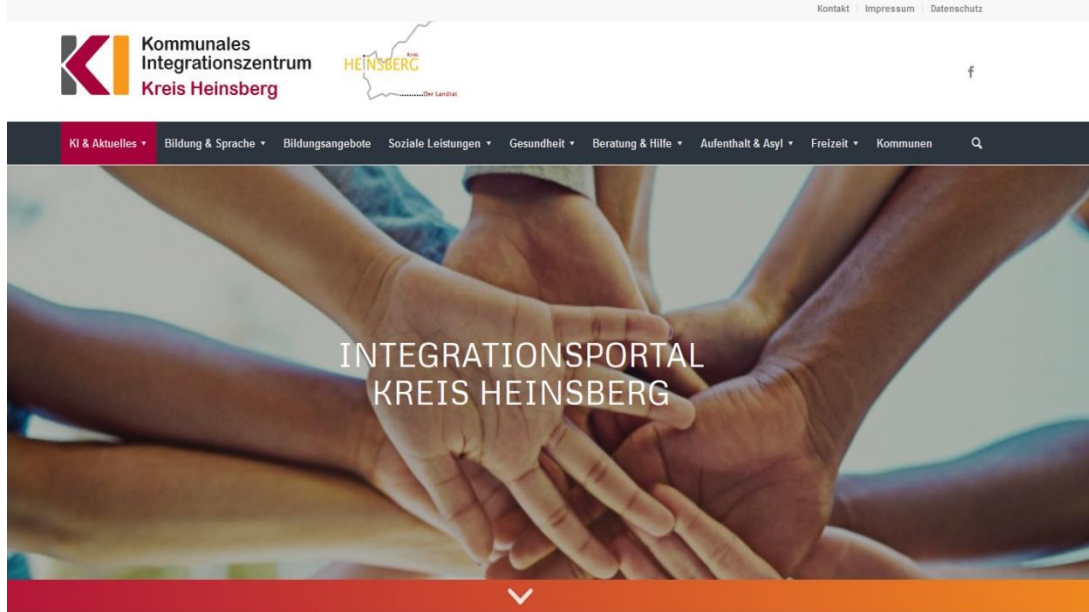 Kontakt Impressum Datenschutz
Kommunales
Integrationszentrum
Kreis Heinsberg
Kreis
HEINSBERG
Der Landrat
KI & Aktuelles Bildung & Sprache Bildungsangebote Soziale Leistungen Gesundheit Beratung & Hilfe Aufenthalt & Asyl Freizeit Kommunen
INTEGRATIONSPORTAL
KREIS HEINSBERG